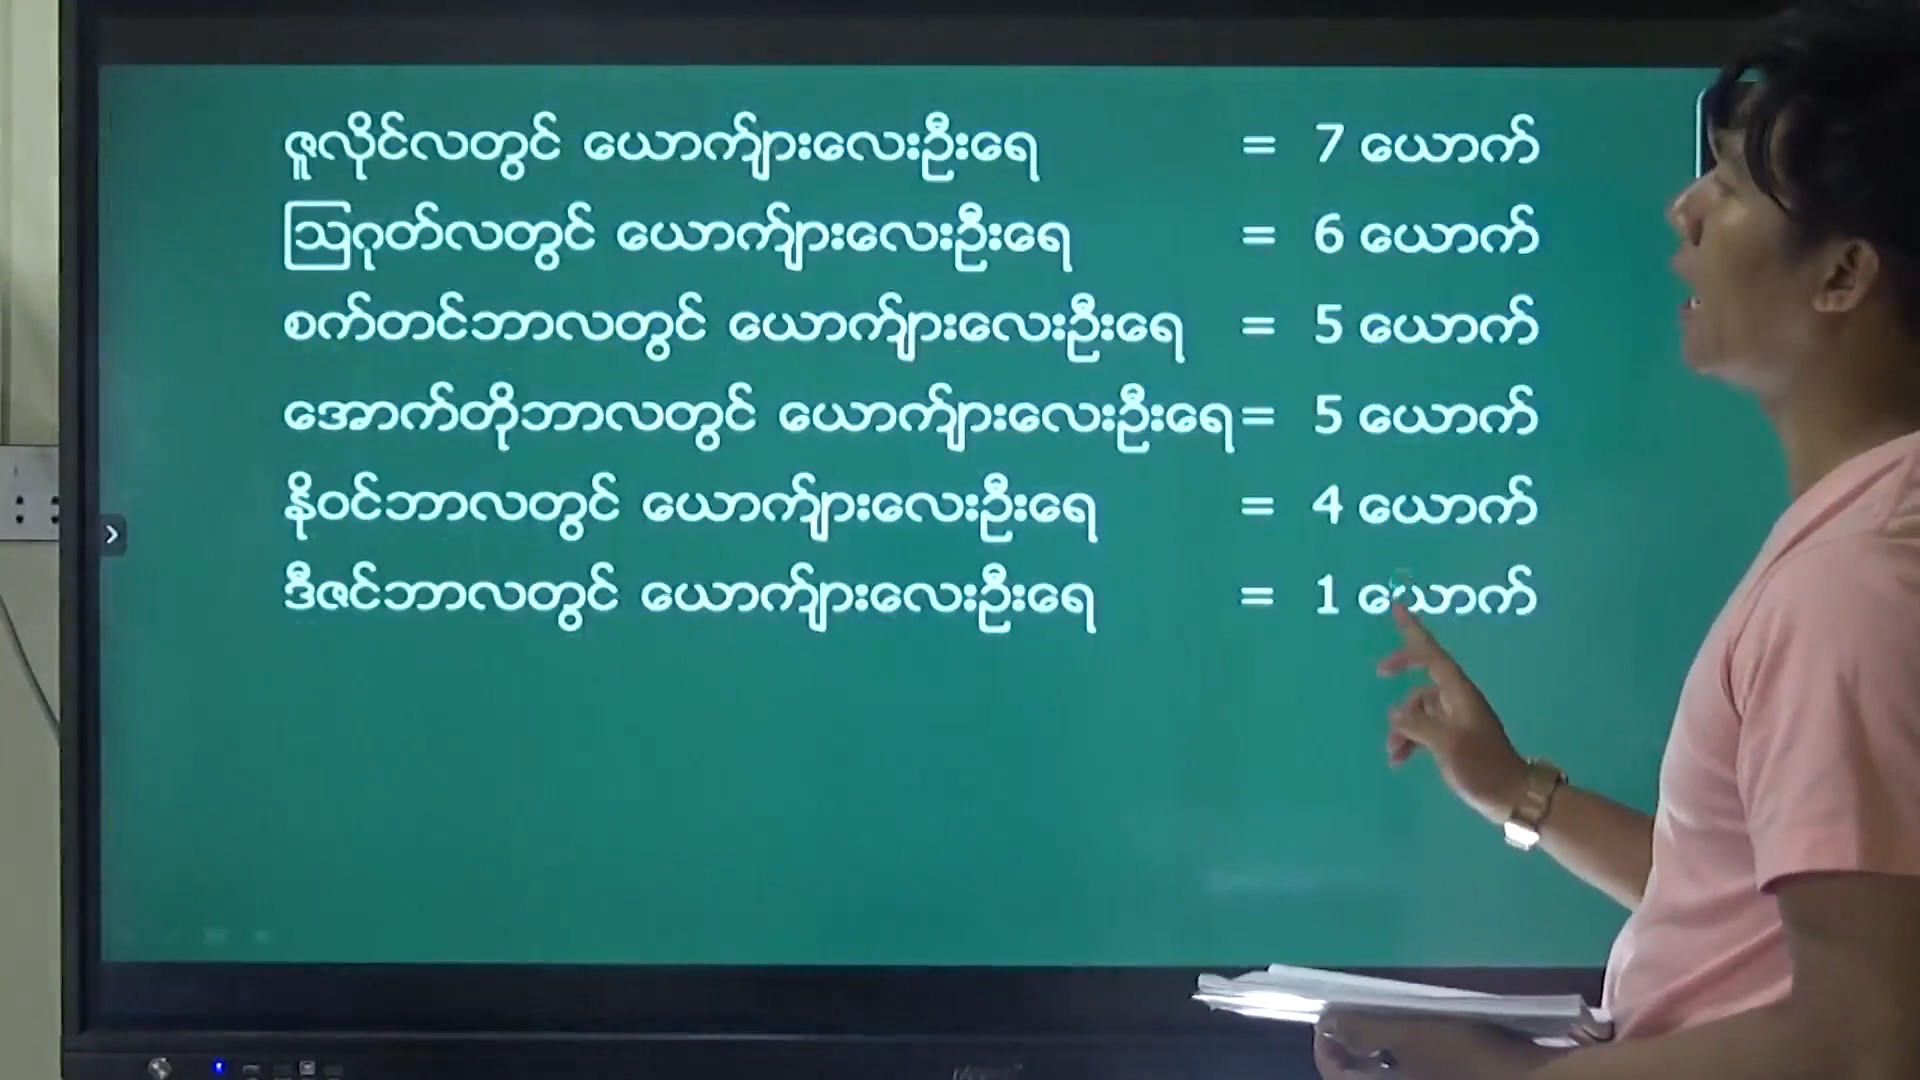 ဇူလိုင်လတွင် ယောကျ်ားလေးဦးရေ = 7 ယောက်
ဩဂုတ်လတွင် ယောကျ်ားလေးဦးရေ = 6 ယောက်
စက်တင်ဘာလတွင် ယောကျ်ားလေးဦးရေ = 5 ယောက်
အောက်တိုဘာလတွင် ယောကျ်ားလေးဦးရေ = 5 ယောက်
နိုဝင်ဘာလတွင် ယောကျ်ားလေးဦးရေ = 4 ယောက်
ဒီဇင်ဘာလတွင် ယောကျ်ားလေးဦးရေ = 1 ယောက်